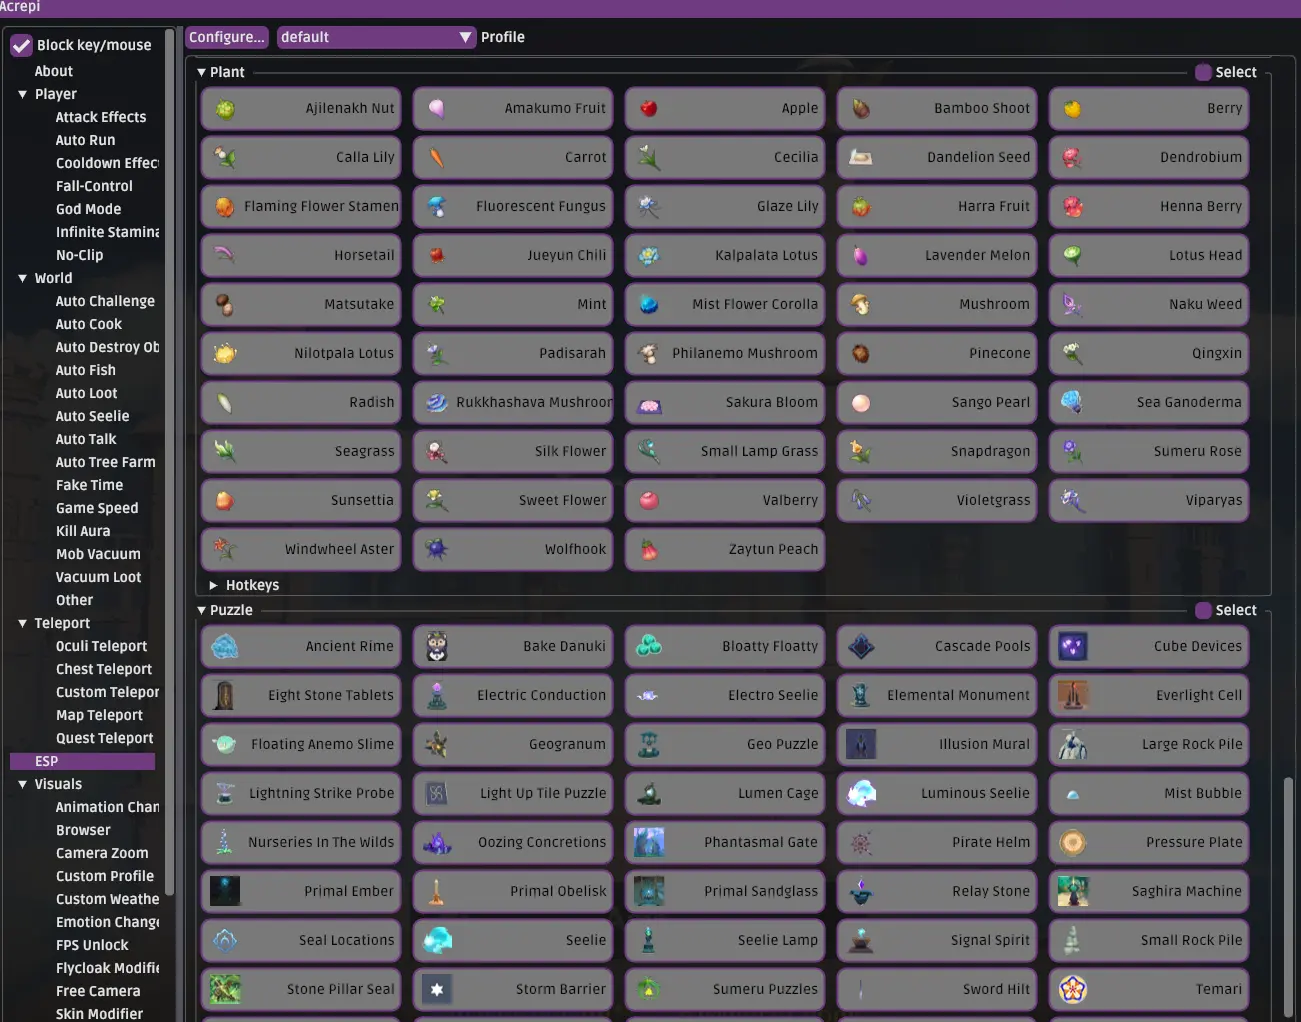 Acrepi
Block key/mouse
About
Player
Attack Effects
Auto Run
Cooldown Effec
Fall-Control
God Mode
Infinite Stamina
No-Clip
World
Auto Challenge
Auto Cook
Auto Destroy Ob
Auto Fish
Auto Loot
Auto Seelie
Auto Talk
Auto Tree Farm
Fake Time
Game Speed
Kill Aura
Mob Vacuum
Vacuum Loot
Other
Teleport
Oculi Teleport
Chest Teleport
Custom Telepor
Map Teleport
Quest Teleport
ESP
Visuals
Animation Chan
Browser
Camera Zoom
Custom Profile
Custom Weathe
Emotion Change
FPS Unlock
Flycloak Modifie
Free Camera
Skin Modifier
Configure... default Profile
Plant Select
Ajilenakh Nut Amakumo Fruit Apple Bamboo Shoot Berry
Calla Lily Carrot Cecilia Dandelion Seed Dendrobium
Flaming Flower Stamen Fluorescent Fungus Glaze Lily Harra Fruit Henna Berry
Horsetail Jueyun Chili Kalpalata Lotus Lavender Melon Lotus Head
Matsutake Mint Mist Flower Corolla Mushroom Naku Weed
Nilotpala Lotus Padisarah Philanemo Mushroom Pinecone Qingxin
Radish Rukkhashava Mushroor Sakura Bloom Sango Pearl Sea Ganoderma
Seagrass Silk Flower Small Lamp Grass Snapdragon Sumeru Rose
Sunsettia Sweet Flower Valberry Violetgrass Viparyas
Windwheel Aster Wolfhook Zaytun Peach
Hotkeys
Puzzle Select
Ancient Rime Bake Danuki Bloatty Floatty Cascade Pools Cube Devices
Eight Stone Tablets Electric Conduction Electro Seelie Elemental Monument Everlight Cell
Floating Anemo Slime Geogranum Geo Puzzle Illusion Mural Large Rock Pile
Lightning Strike Probe Light Up Tile Puzzle Lumen Cage Luminous Seelie Mist Bubble
Nurseries In The Wilds Oozing Concretions Phantasmal Gate Pirate Helm Pressure Plate
Primal Ember Primal Obelisk Primal Sandglass Relay Stone Saghira Machine
Seal Locations Seelie Seelie Lamp Signal Spirit Small Rock Pile
Stone Pillar Seal Storm Barrier Sumeru Puzzles Sword Hilt Temari